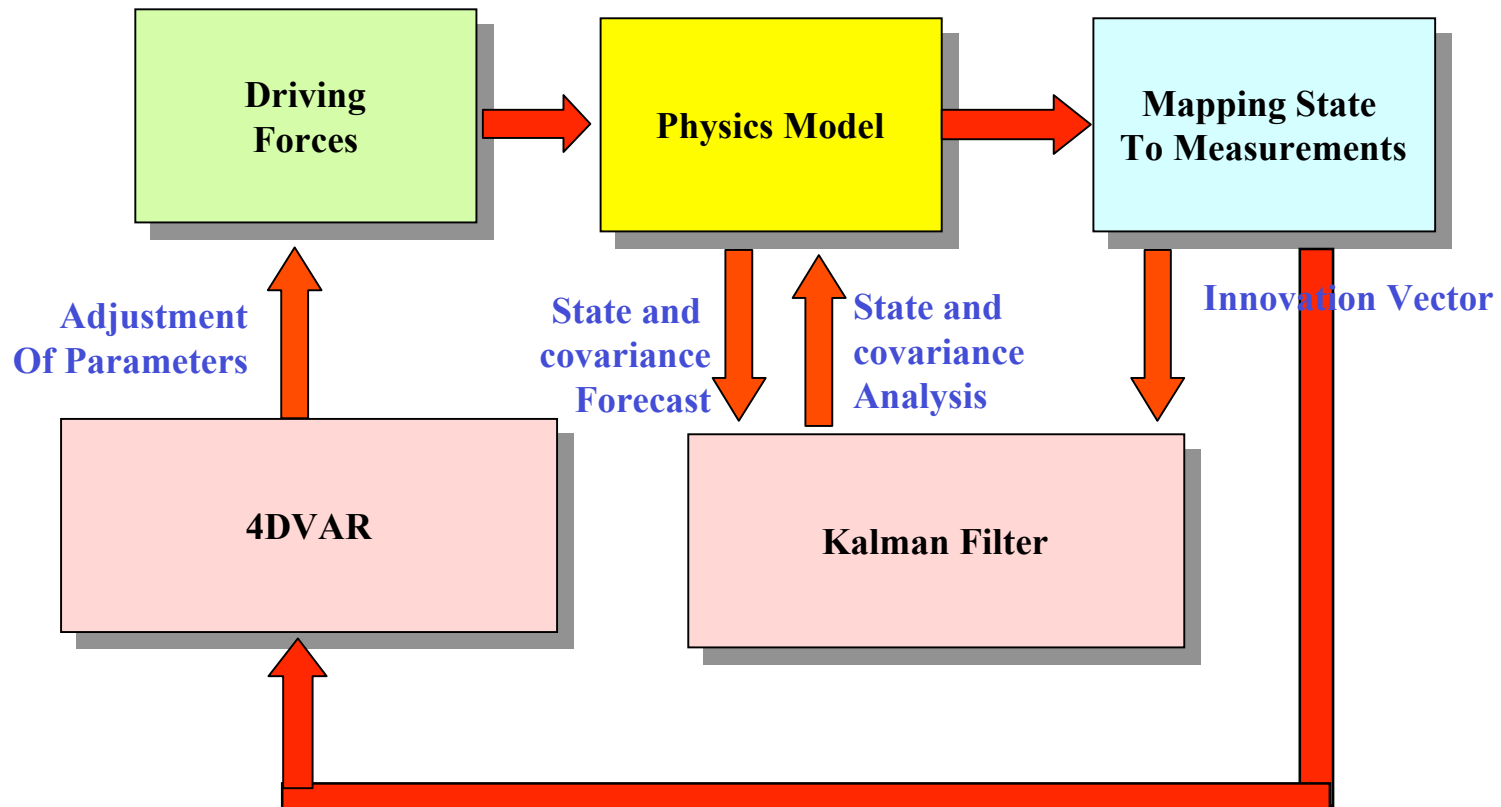 Driving
Forces
Physics Model
Mapping State
To Measurements
Adjustment
Of Parameters
State and
covariance
Forecast
State and
covariance
Analysis
Innovation Vector
4DVAR
Kalman Filter